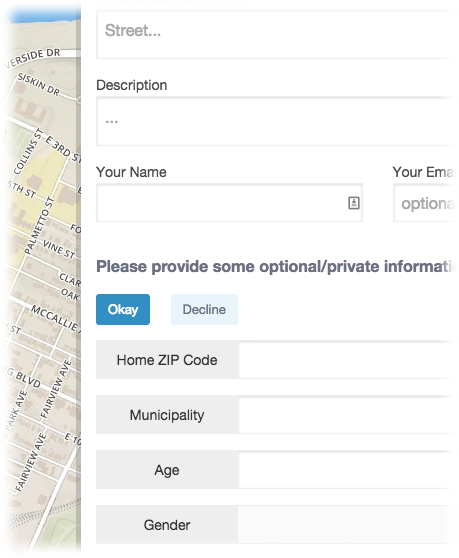 Street...
Description
...
Your Name
Your Ema
optiona
Please provide some optional/private informati
Okay
Decline
Home ZIP Code
Municipality
Age
Gender
VERSIDE DR
SISKIN DR
COLLINS ST
E 3RD ST
5TH ST
PALMETTO ST
FO
VINE ST
CLAR
OAK
MCCALLIE A
ST
G BLVD
PARK AVE
FAIRVIEW AVE
E 10
FAIRVIEW AVE